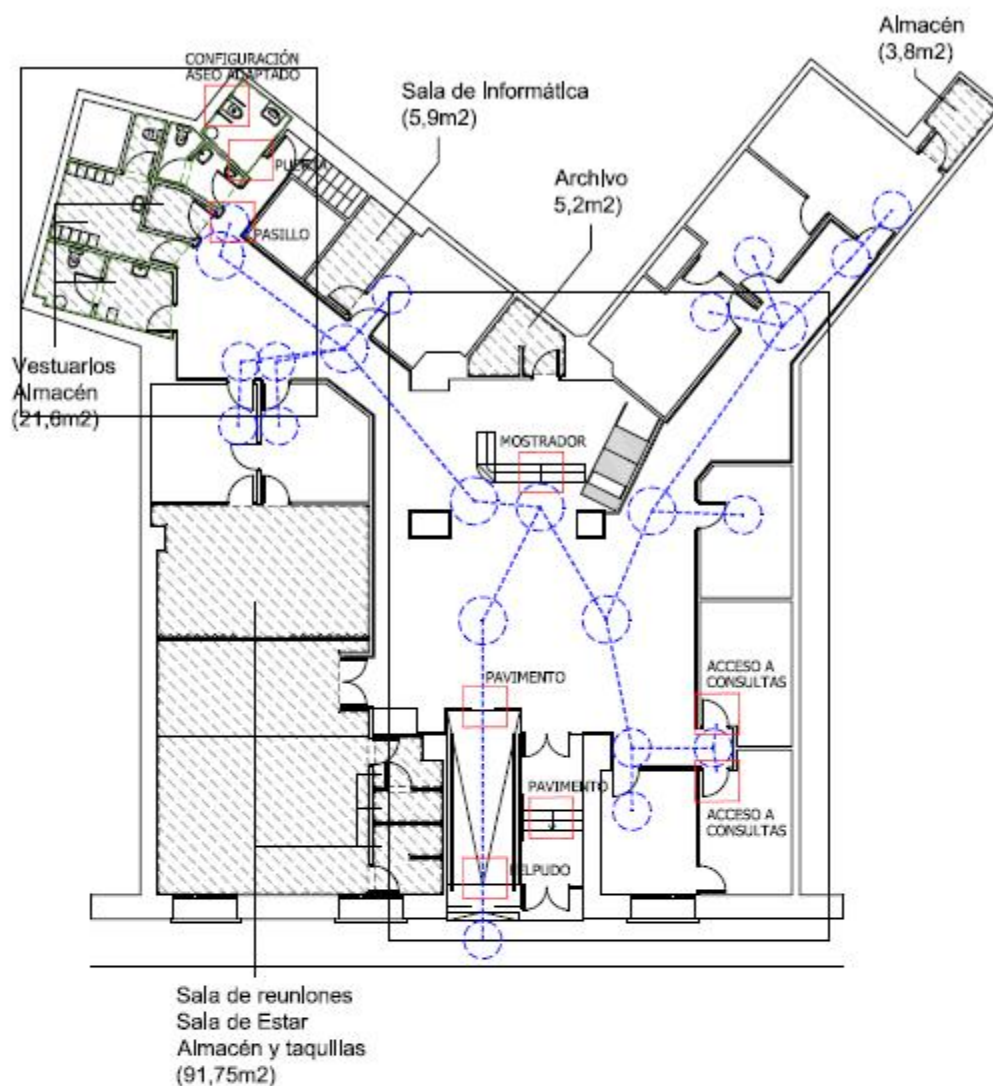 Almacén
(3,8m2)
CONFIGURACIÓN
ASEO ADAPTADO
Sala de Informática
(5,9m2)
Archivo
5,2m2)
PUERTA
PASILLO
Vestuarios
Almacén
(21,6m2)
MOSTRADOR
PAVIMENTO
ACCESO A
CONSULTAS
PAVIMENTO
FELPUDO
ACCESO A
CONSULTAS
Sala de reuniones
Sala de Estar
Almacén y taquillas
(91,75m2)